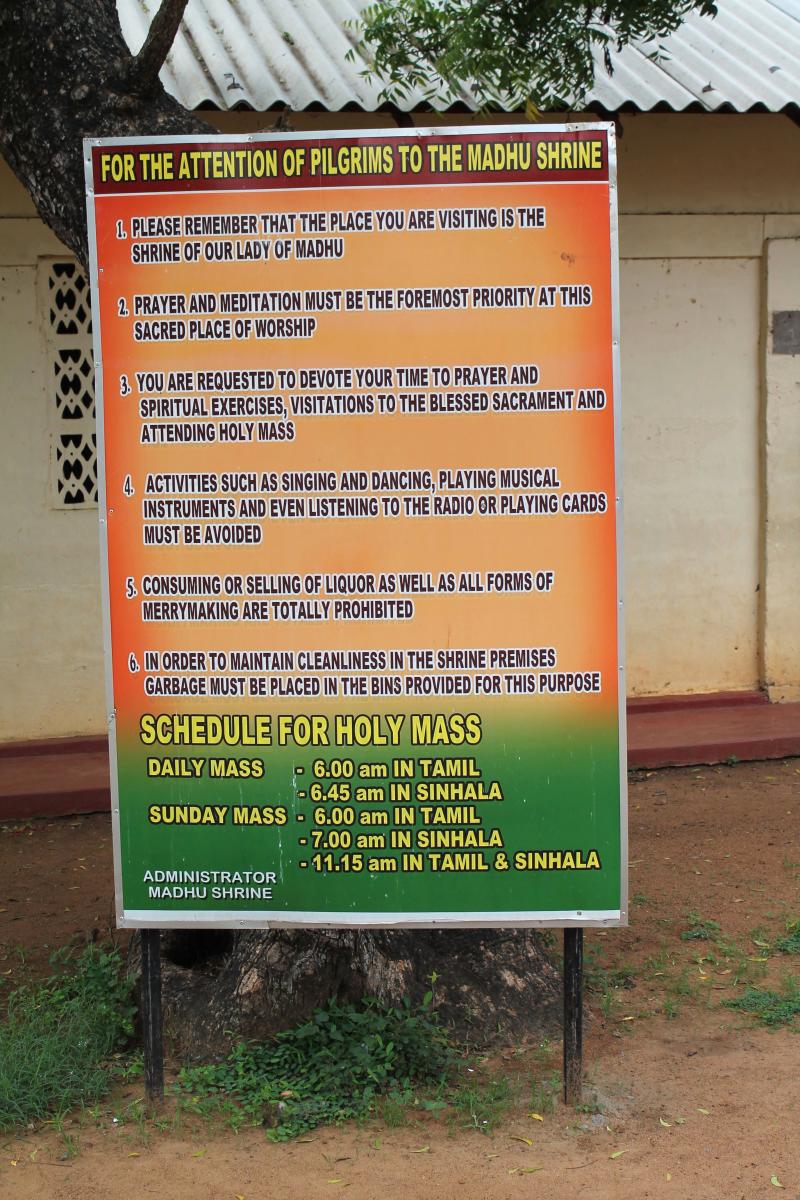 FOR THE ATTENTION OF PILGRIMS TO THE MADHU SHRINE
1. PLEASE REMEMBER THAT THE PLACE YOU ARE VISITING IS THE
SHRINE OF OUR LADY OF MADHU
2. PRAYER AND MEDITATION MUST BE THE FOREMOST PRIORITY AT THIS
SACRED PLACE OF WORSHIP
3. YOU ARE REQUESTED TO DEVOTE YOUR TIME TO PRAYER AND
SPIRITUAL EXERCISES, VISITATIONS TO THE BLESSED SACRAMENT AND
ATTENDING HOLY MASS
4. ACTIVITIES SUCH AS SINGING AND DANCING, PLAYING MUSICAL
INSTRUMENTS AND EVEN LISTENING TO THE RADIO OR PLAYING CARDS
MUST BE AVOIDED
5. CONSUMING OR SELLING OF LIQUOR AS WELL AS ALL FORMS OF
MERRYMAKING ARE TOTALLY PROHIBITED
6. IN ORDER TO MAINTAIN CLEANLINESS IN THE SHRINE PREMISES
GARBAGE MUST BE PLACED IN THE BINS PROVIDED FOR THIS PURPOSE
SCHEDULE FOR HOLY MASS
DAILY MASS - 6.00 am IN TAMIL
- 6.45 am IN SINHALA
SUNDAY MASS - 6.00 am IN TAMIL
- 7.00 am IN SINHALA
- 11.15 am IN TAMIL & SINHALA
ADMINISTRATOR
MADHU SHRINE